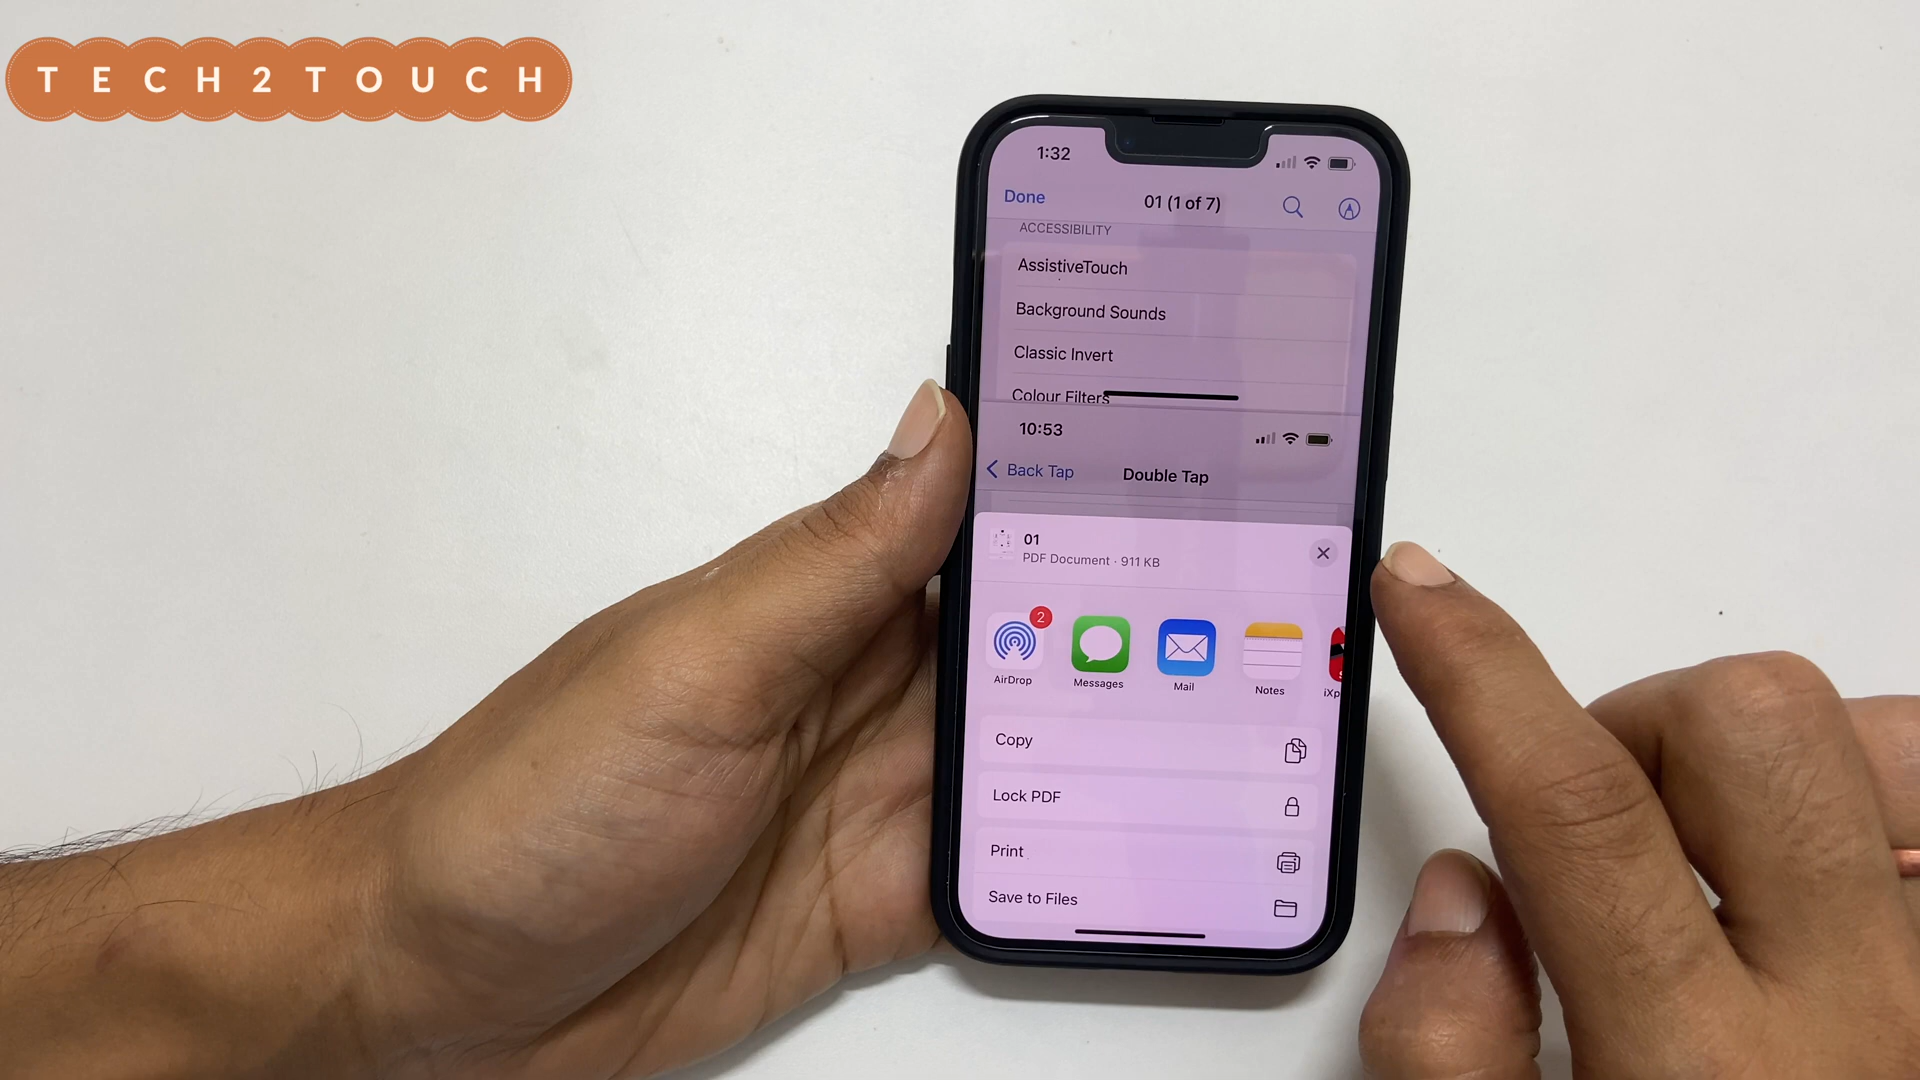 TECH2TOUCH
1:32
Done
01 (1 of 7)
ACCESSIBILITY
AssistiveTouch
Background Sounds
Classic Invert
Colour Filters
10:53
Back Tap
Double Tap
01
PDF Document · 911 KB
2
AirDrop
Messages
Mail
Notes
iXp
Copy
Lock PDF
Print
Save to Files